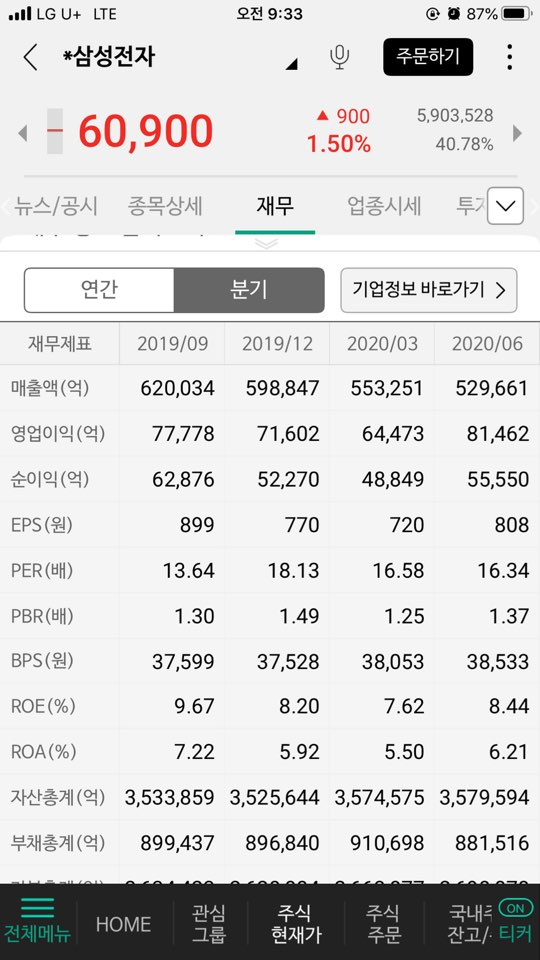 LG U+ LTE 오전 9:33 87%
*삼성전자 주문하기
60,900 ▲ 900 5,903,528
1.50% 40.78%
뉴스/공시 종목상세 재무 업종시세
연간 분기 기업정보 바로가기
재무제표 2019/09 2019/12 2020/03 2020/06
매출액(억) 620,034 598,847 553,251 529,661
영업이익(억) 77,778 71,602 64,473 81,462
순이익(억) 62,876 52,270 48,849 55,550
EPS(원) 899 770 720 808
PER(배) 13.64 18.13 16.58 16.34
PBR(배) 1.30 1.49 1.25 1.37
BPS(원) 37,599 37,528 38,053 38,533
ROE(%) 9.67 8.20 7.62 8.44
ROA(%) 7.22 5.92 5.50 6.21
자산총계(억) 3,533,859 3,525,644 3,574,575 3,579,594
부채총계(억) 899,437 896,840 910,698 881,516
전체메뉴 HOME 관심 그룹 주식 현재가 주식 주문 국내 잔고/ ON 티커